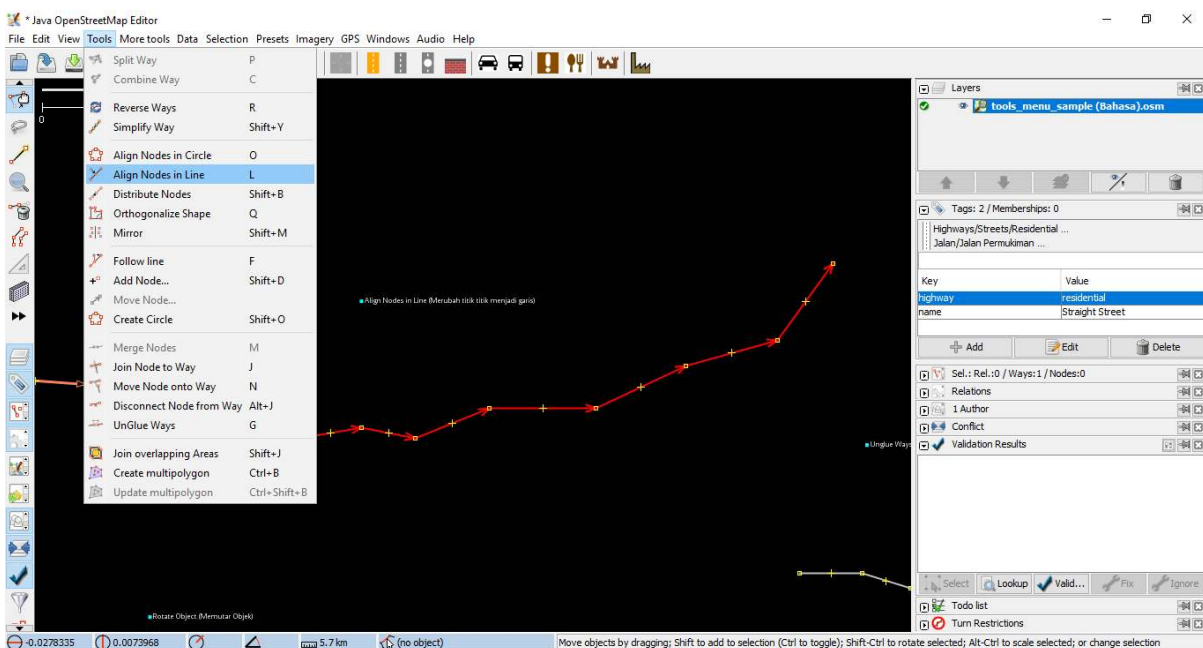 * Java OpenStreetMap Editor
File Edit View Tools More tools Data Selection Presets Imagery GPS Windows Audio Help
Split Way P
Combine Way C
Reverse Ways R
Simplify Way Shift+Y
Align Nodes in Circle O
Align Nodes in Line L
Distribute Nodes Shift+B
Orthogonalize Shape Q
Mirror Shift+M
Follow line F
Add Node... Shift+D
Move Node...
Create Circle Shift+O
Merge Nodes M
Join Node to Way J
Move Node onto Way N
Disconnect Node from Way Alt+J
UnGlue Ways G
Join overlapping Areas Shift+J
Create multipolygon Ctrl+B
Update multipolygon Ctrl+Shift+B
0
Align Nodes in Line (Merubah titik titik menjadi garis)
Unglue Ways
Rotate Object (Memutar Objek)
Layers
tools_menu_sample (Bahasa).osm
Tags: 2 / Memberships: 0
Highways/Streets/Residential ...
Jalan/Jalan Permukiman ...
Key Value
highway residential
name Straight Street
Add Edit Delete
Sel.: Rel.:0 / Ways:1 / Nodes:0
Relations
1 Author
Conflict
Validation Results
Select Lookup Valid... Fix Ignore
Todo list
Turn Restrictions
-0.0278335 0.0073968 5.7 km (no object) Move objects by dragging; Shift to add to selection (Ctrl to toggle); Shift-Ctrl to rotate selected; Alt-Ctrl to scale selected; or change selection